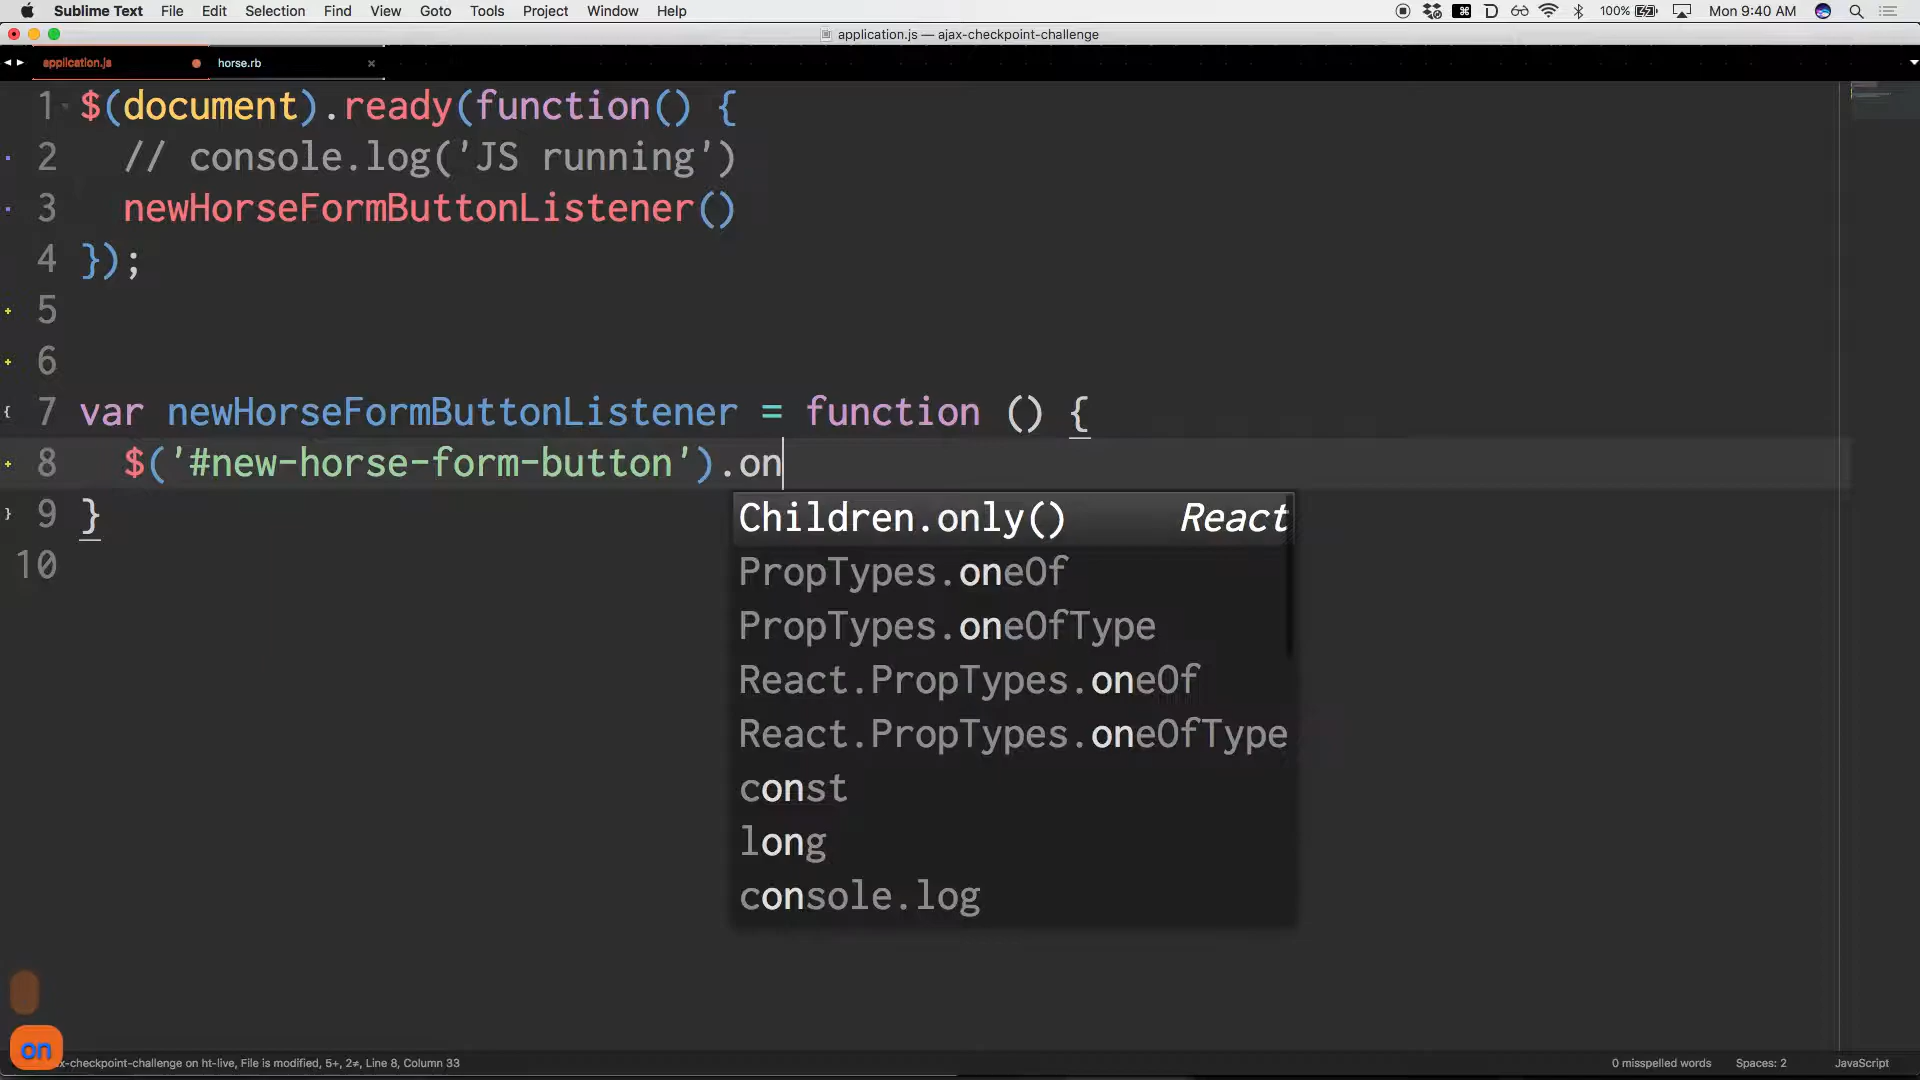 Sublime Text File Edit Selection Find View Goto Tools Project Window Help 100% Mon 9:40 AM
application.js — ajax-checkpoint-challenge
application.js horse.rb
1 $(document).ready(function() {
2 // console.log('JS running')
3 newHorseFormButtonListener()
4 });
5
6
7 var newHorseFormButtonListener = function () {
8 $('#new-horse-form-button').on
9 }
10
Children.only() React
PropTypes.oneOf
PropTypes.oneOfType
React.PropTypes.oneOf
React.PropTypes.oneOfType
const
long
console.log
on
x-checkpoint-challenge on ht-live, File is modified, 5+, 2≠, Line 8, Column 33 0 misspelled words Spaces: 2 JavaScript